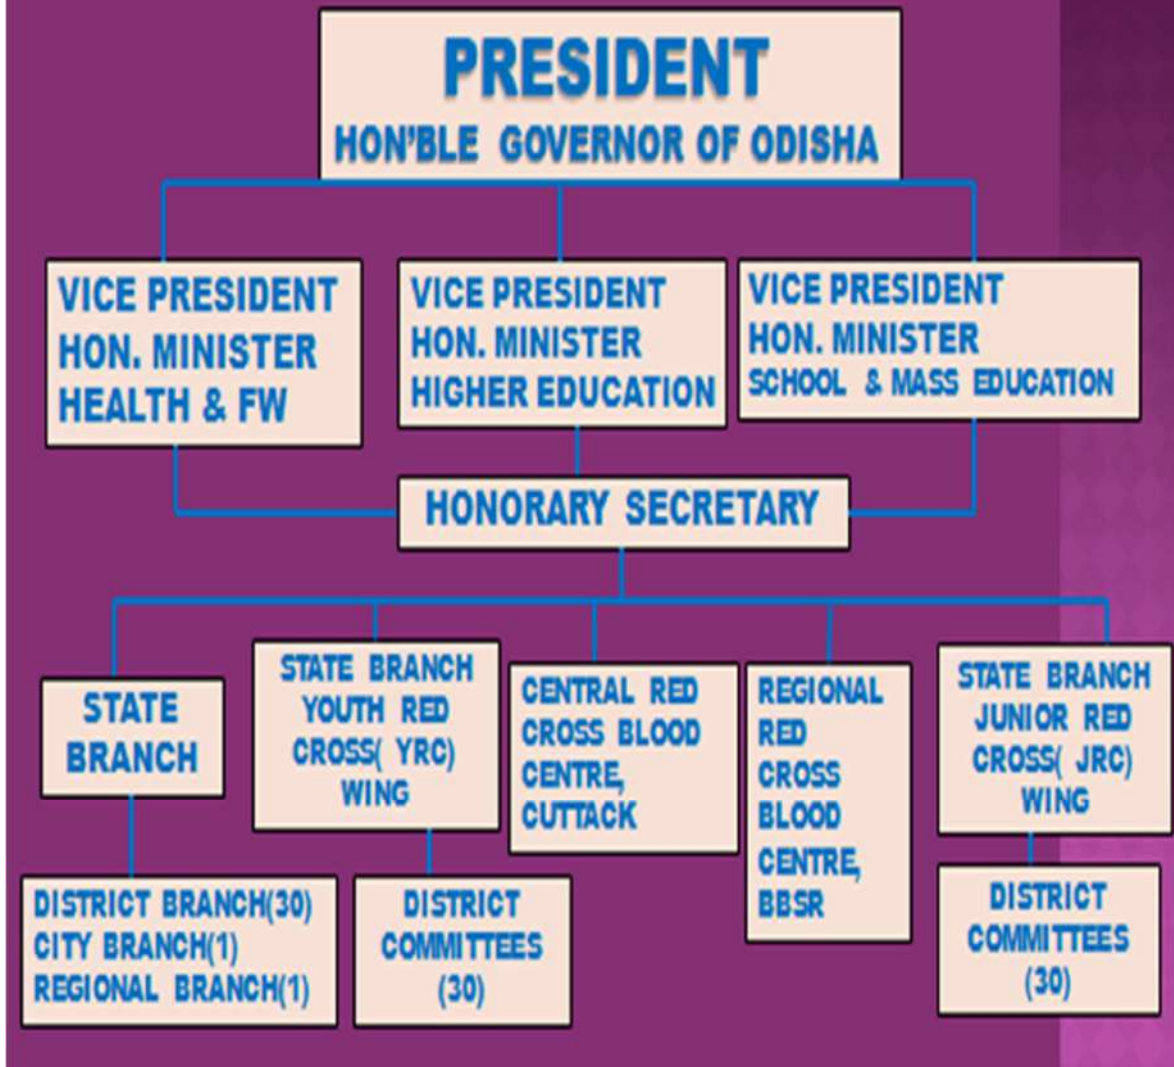 PRESIDENT
HON'BLE GOVERNOR OF ODISHA
VICE PRESIDENT
HON. MINISTER
HEALTH & FW
VICE PRESIDENT
HON. MINISTER
HIGHER EDUCATION
VICE PRESIDENT
HON. MINISTER
SCHOOL & MASS EDUCATION
HONORARY SECRETARY
STATE
BRANCH
STATE BRANCH
YOUTH RED
CROSS( YRC)
WING
CENTRAL RED
CROSS BLOOD
CENTRE,
CUTTACK
REGIONAL
RED
CROSS
BLOOD
CENTRE,
BBSR
STATE BRANCH
JUNIOR RED
CROSS( JRC)
WING
DISTRICT BRANCH(30)
CITY BRANCH(1)
REGIONAL BRANCH(1)
DISTRICT
COMMITTEES
(30)
DISTRICT
COMMITTEES
(30)